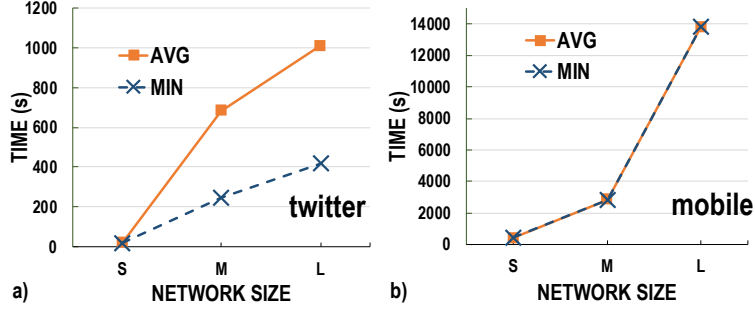 1200
1000
800
600
400
200
0
TIME (s)
AVG
MIN
twitter
S M L
a) NETWORK SIZE
14000
12000
10000
8000
6000
4000
2000
0
TIME (s)
AVG
MIN
mobile
S M L
b) NETWORK SIZE